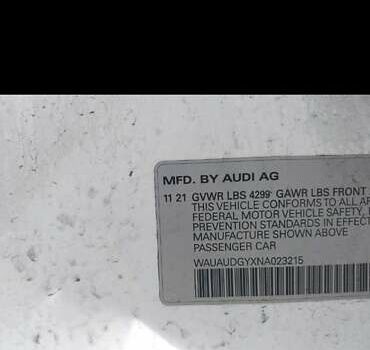 MFD. BY AUDI AG
11 21 GVWR LBS 4299 GAWR LBS FRONT
THIS VEHICLE CONFORMS TO ALL
FEDERAL MOTOR VEHICLE SAFETY,
PREVENTION STANDARDS IN EFFECT
MANUFACTURE SHOWN ABOVE
PASSENGER CAR
WAUAUDGYXNA023215